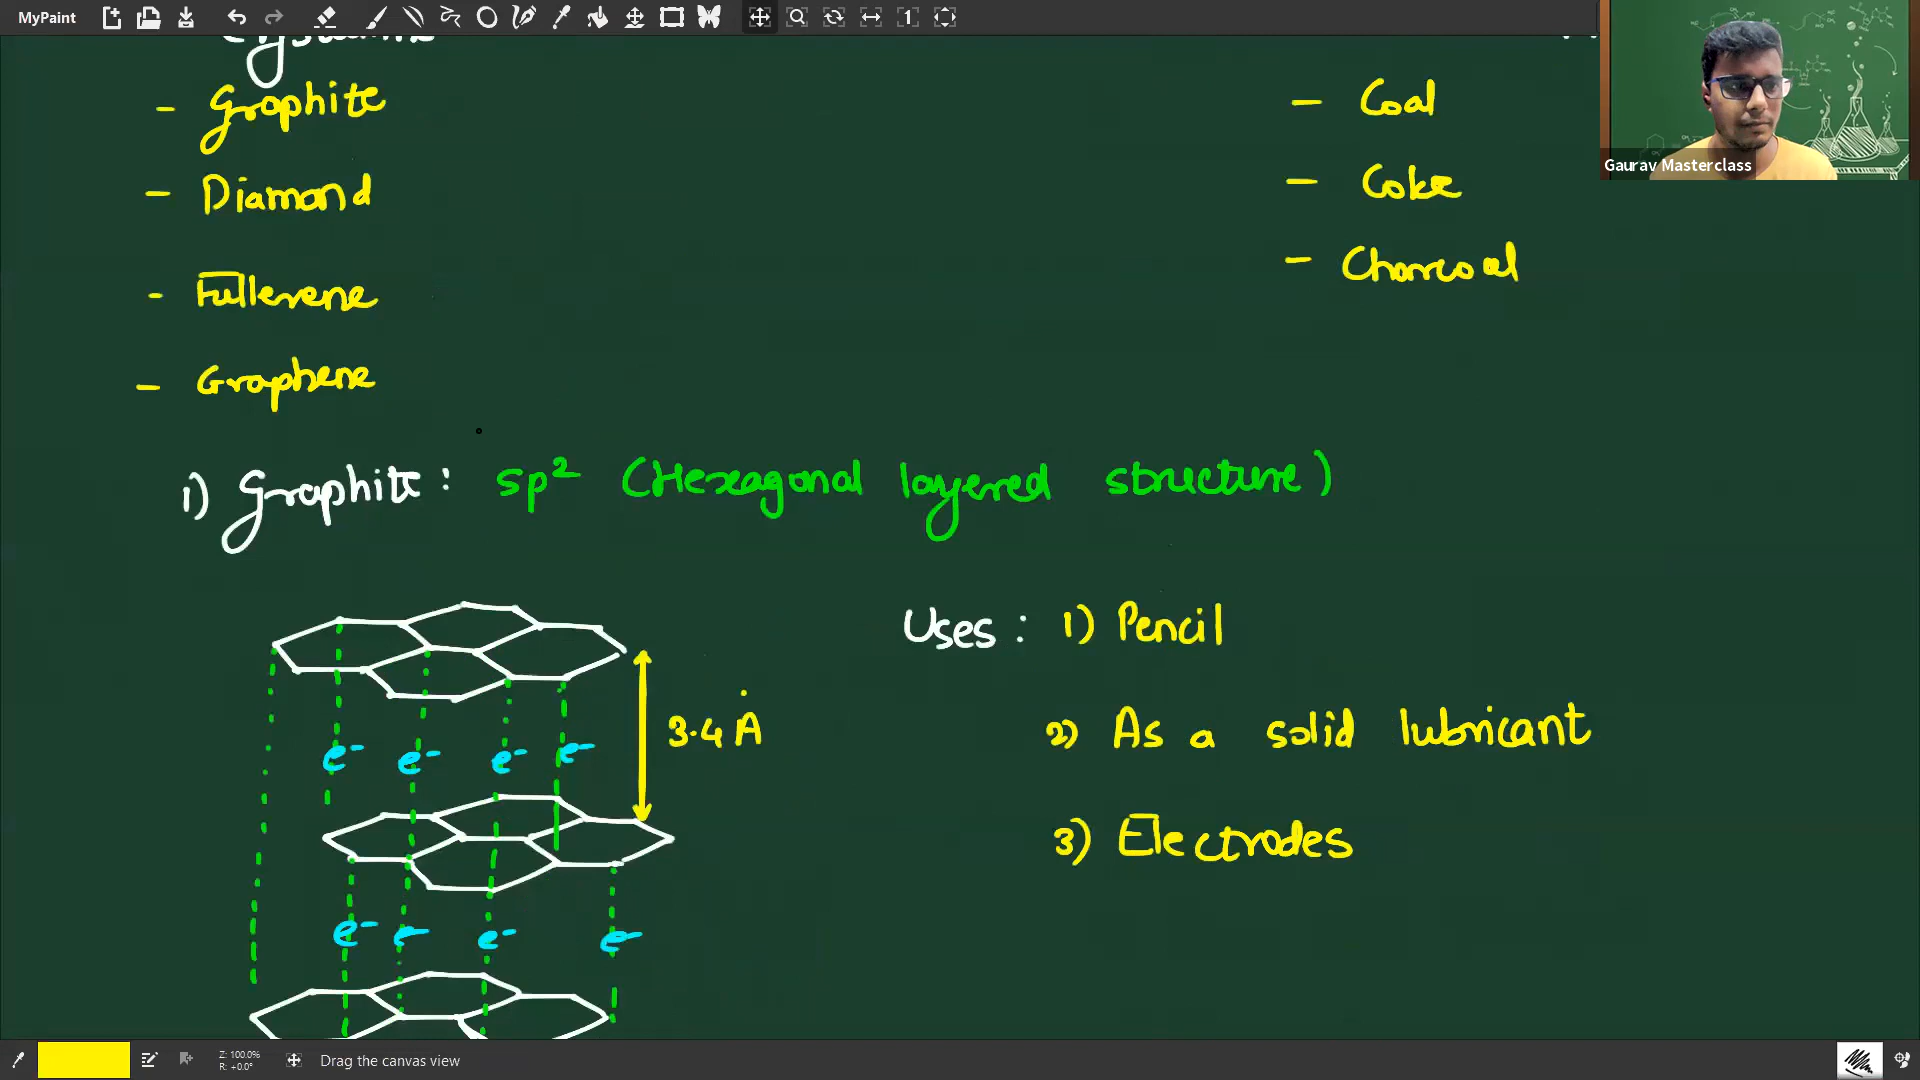 MyPaint
- Graphite
- Diamond
- Fullerene
- Graphene
- Coal
- Coke
- Charcoal
Gaurav Masterclass
1) Graphite : sp² (Hexagonal layered structure)
Uses : 1) Pencil
2) As a solid lubricant
3) Electrodes
3.4 Å
e⁻ e⁻ e⁻ e⁻
e⁻ e⁻ e⁻ e⁻
Z: 100.0%
R: +0.0°
Drag the canvas view